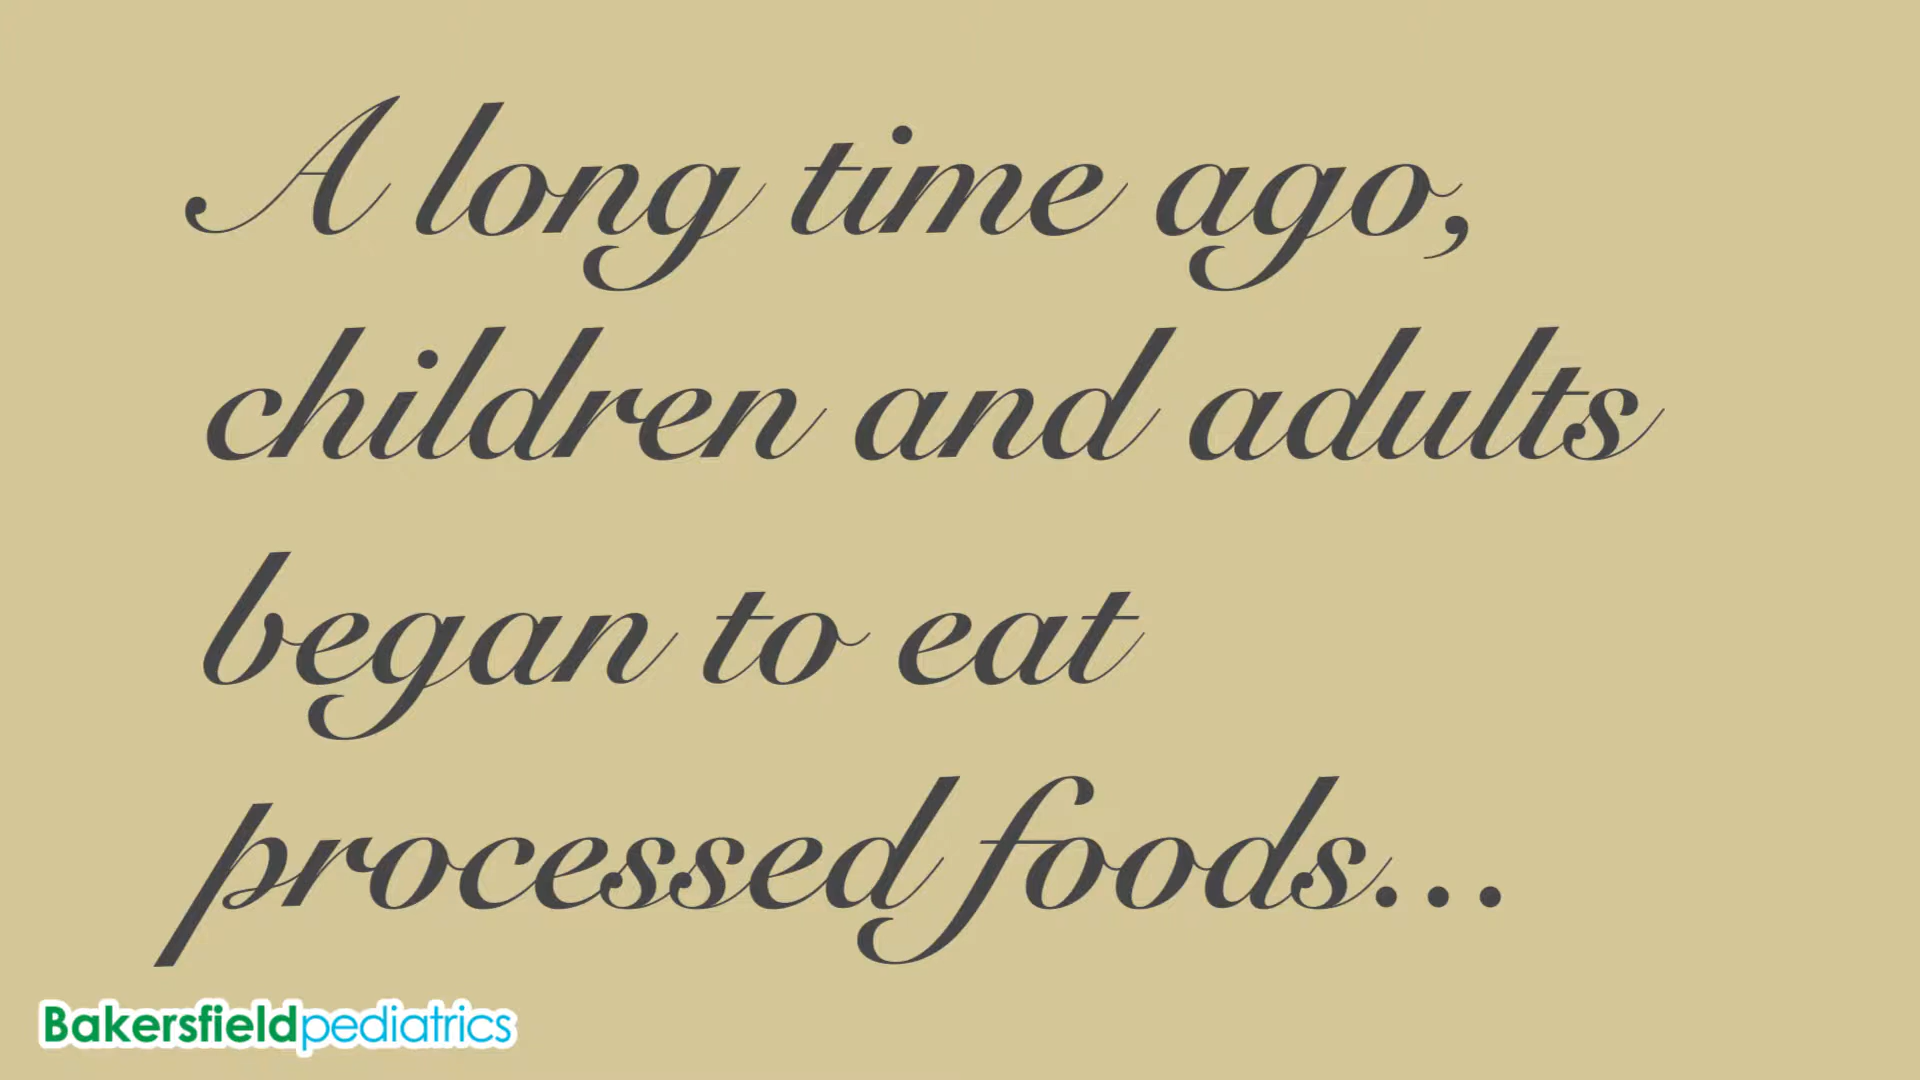 A long time ago,
children and adults
began to eat
processed foods...
Bakersfieldpediatrics